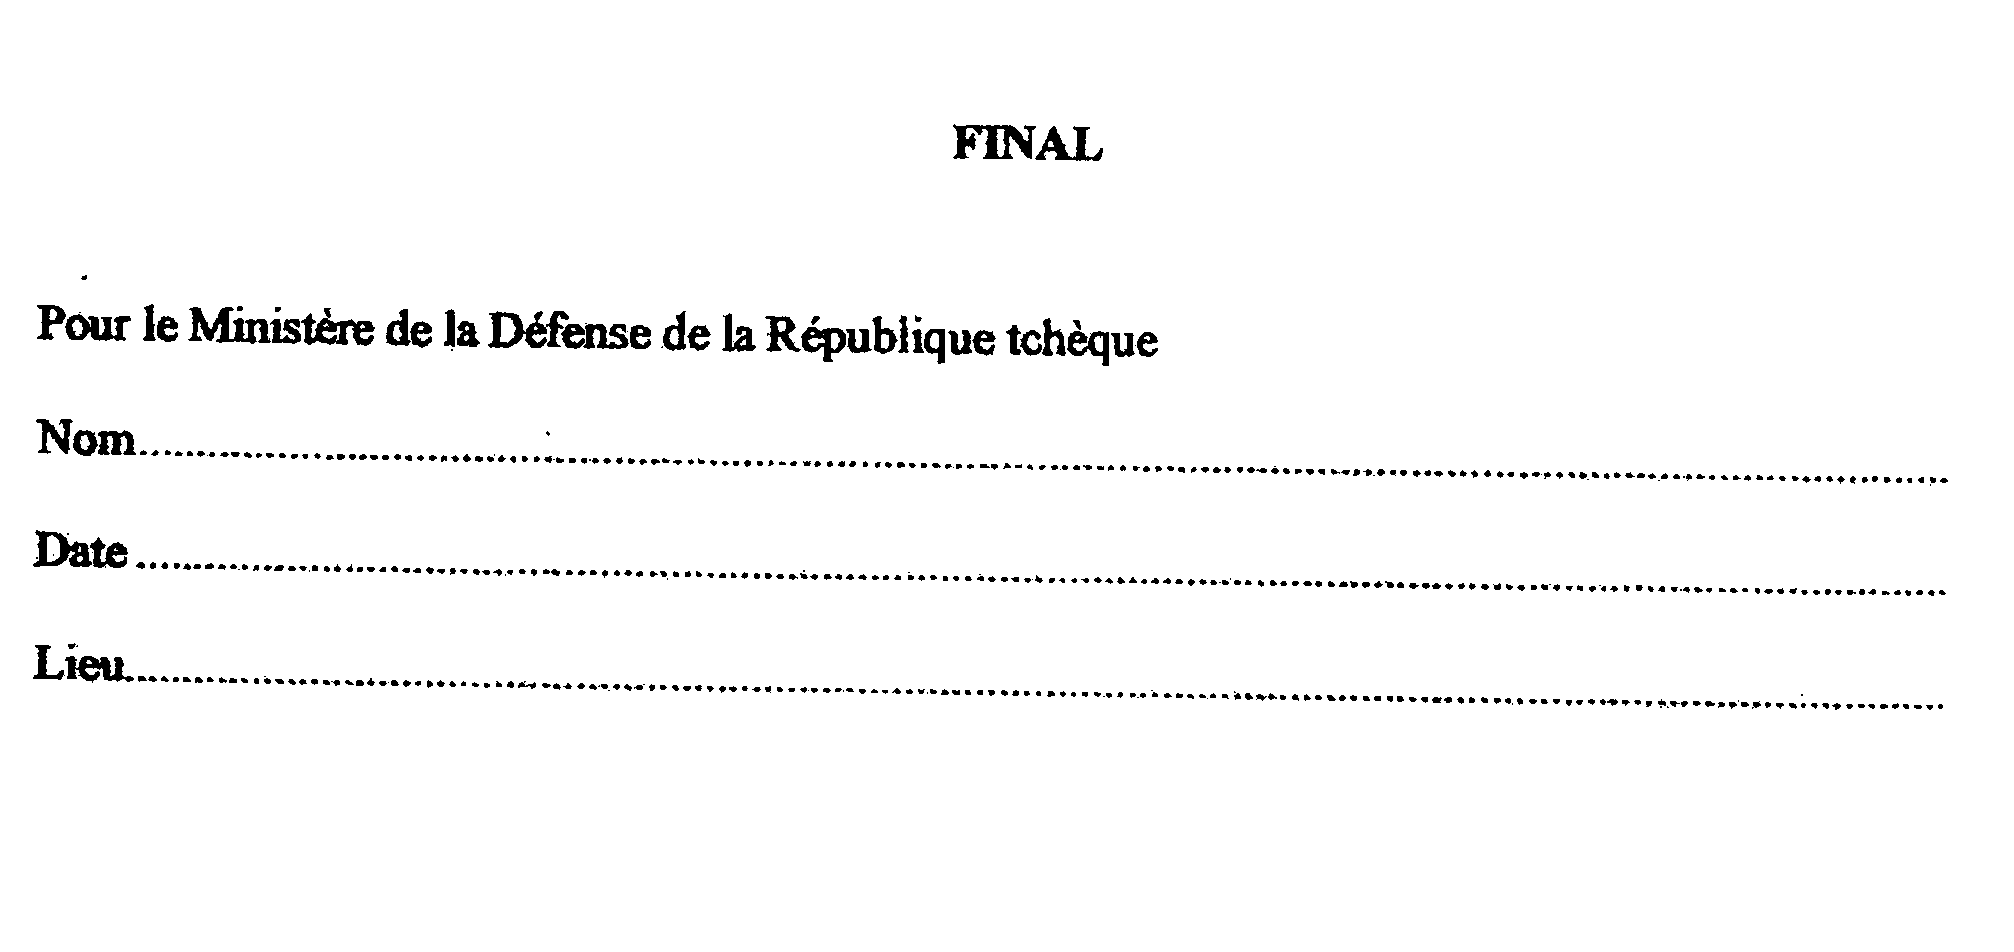 FINAL
Pour le Ministère de la Défense de la République tchèque
Nom
Date
Lieu